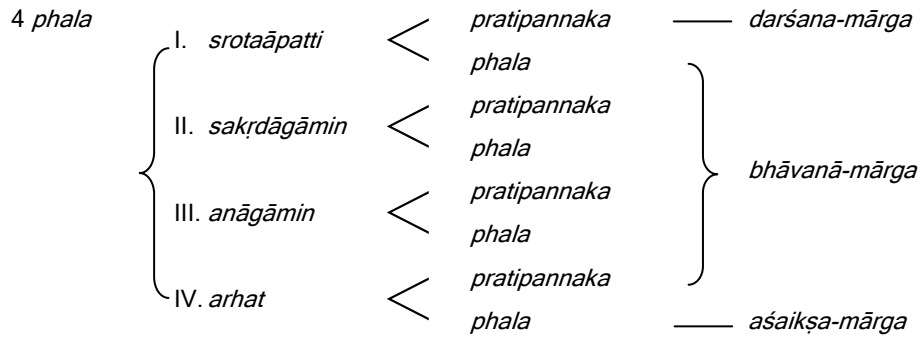 4 phala pratipannaka darśana-mārga
I. srotaāpatti
phala
pratipannaka
II. sakṛdāgāmin
phala
bhāvanā-mārga
pratipannaka
III. anāgāmin
phala
pratipannaka
IV. arhat
phala aśaikṣa-mārga